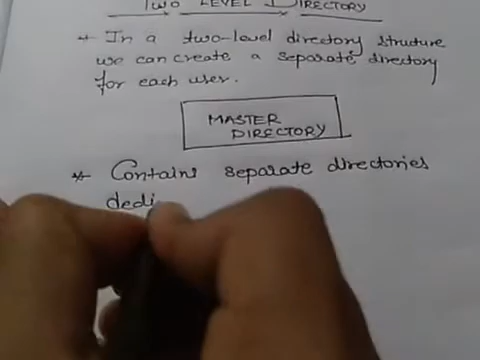 TWO LEVEL DIRECTORY
* In a two-level directory structure
we can create a separate directory
for each user.
MASTER
DIRECTORY
* Contains separate directories
dedi